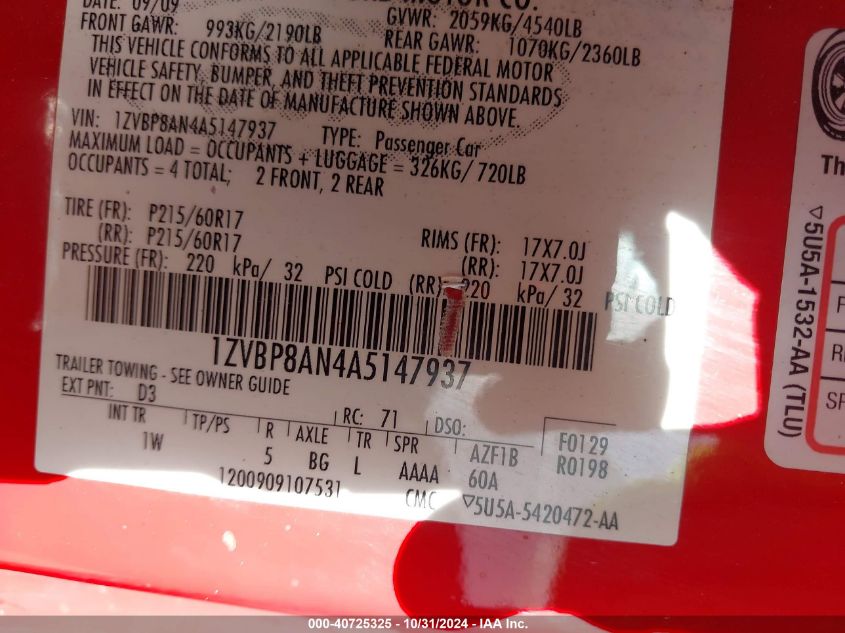 DATE: 09/09 MOTOR CO.
FRONT GAWR: 993KG/2190LB GVWR: 2059KG/4540LB
REAR GAWR: 1070KG/2360LB
THIS VEHICLE CONFORMS TO ALL APPLICABLE FEDERAL MOTOR
VEHICLE SAFETY, BUMPER, AND THEFT PREVENTION STANDARDS
IN EFFECT ON THE DATE OF MANUFACTURE SHOWN ABOVE.
VIN: 1ZVBP8AN4A5147937 TYPE: Passenger Car
MAXIMUM LOAD = OCCUPANTS + LUGGAGE = 326KG/720LB
OCCUPANTS = 4 TOTAL; 2 FRONT, 2 REAR
TIRE (FR): P215/60R17 RIMS (FR): 17X7.0J
(RR): P215/60R17 (RR): 17X7.0J
PRESSURE (FR): 220 kPa/ 32 PSI COLD (RR): 220 kPa/ 32 PSI COLD
1ZVBP8AN4A5147937
TRAILER TOWING - SEE OWNER GUIDE
EXT PNT: D3 RC: 71 DSO:
INT TR TP/PS R AXLE TR SPR AZF1B F0129
1W 5 BG L AAAA 60A R0198
1200909107531 CMC ▽5U5A-5420472-AA
▽5U5A-1532-AA (TLU)
000-40725325 - 10/31/2024 - IAA Inc.